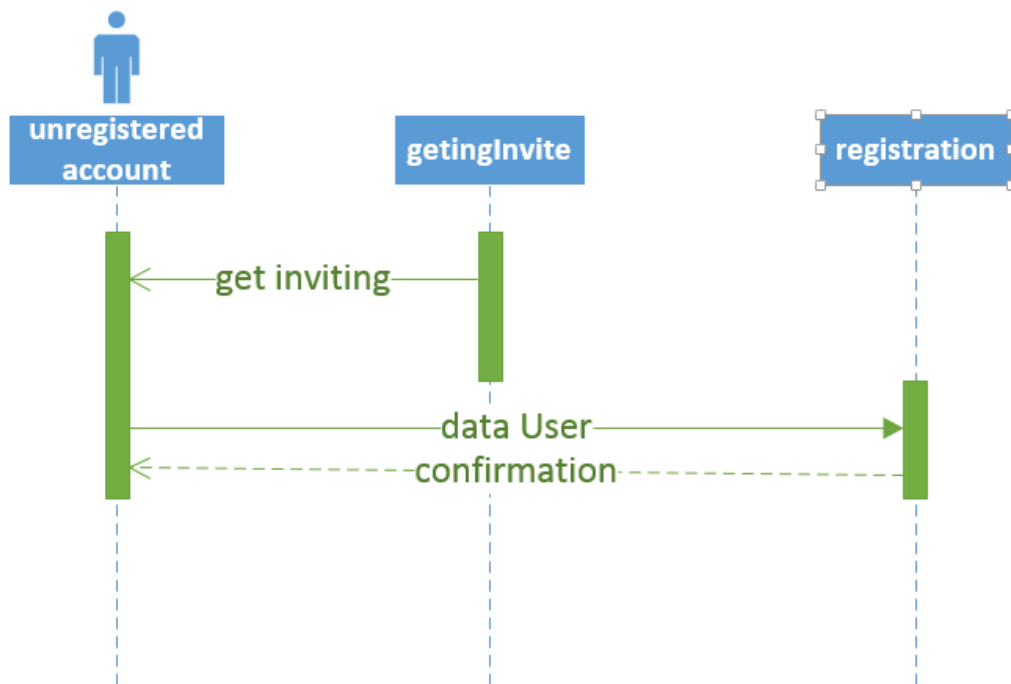 unregistered
account
getingInvite
registration
get inviting
data User
confirmation